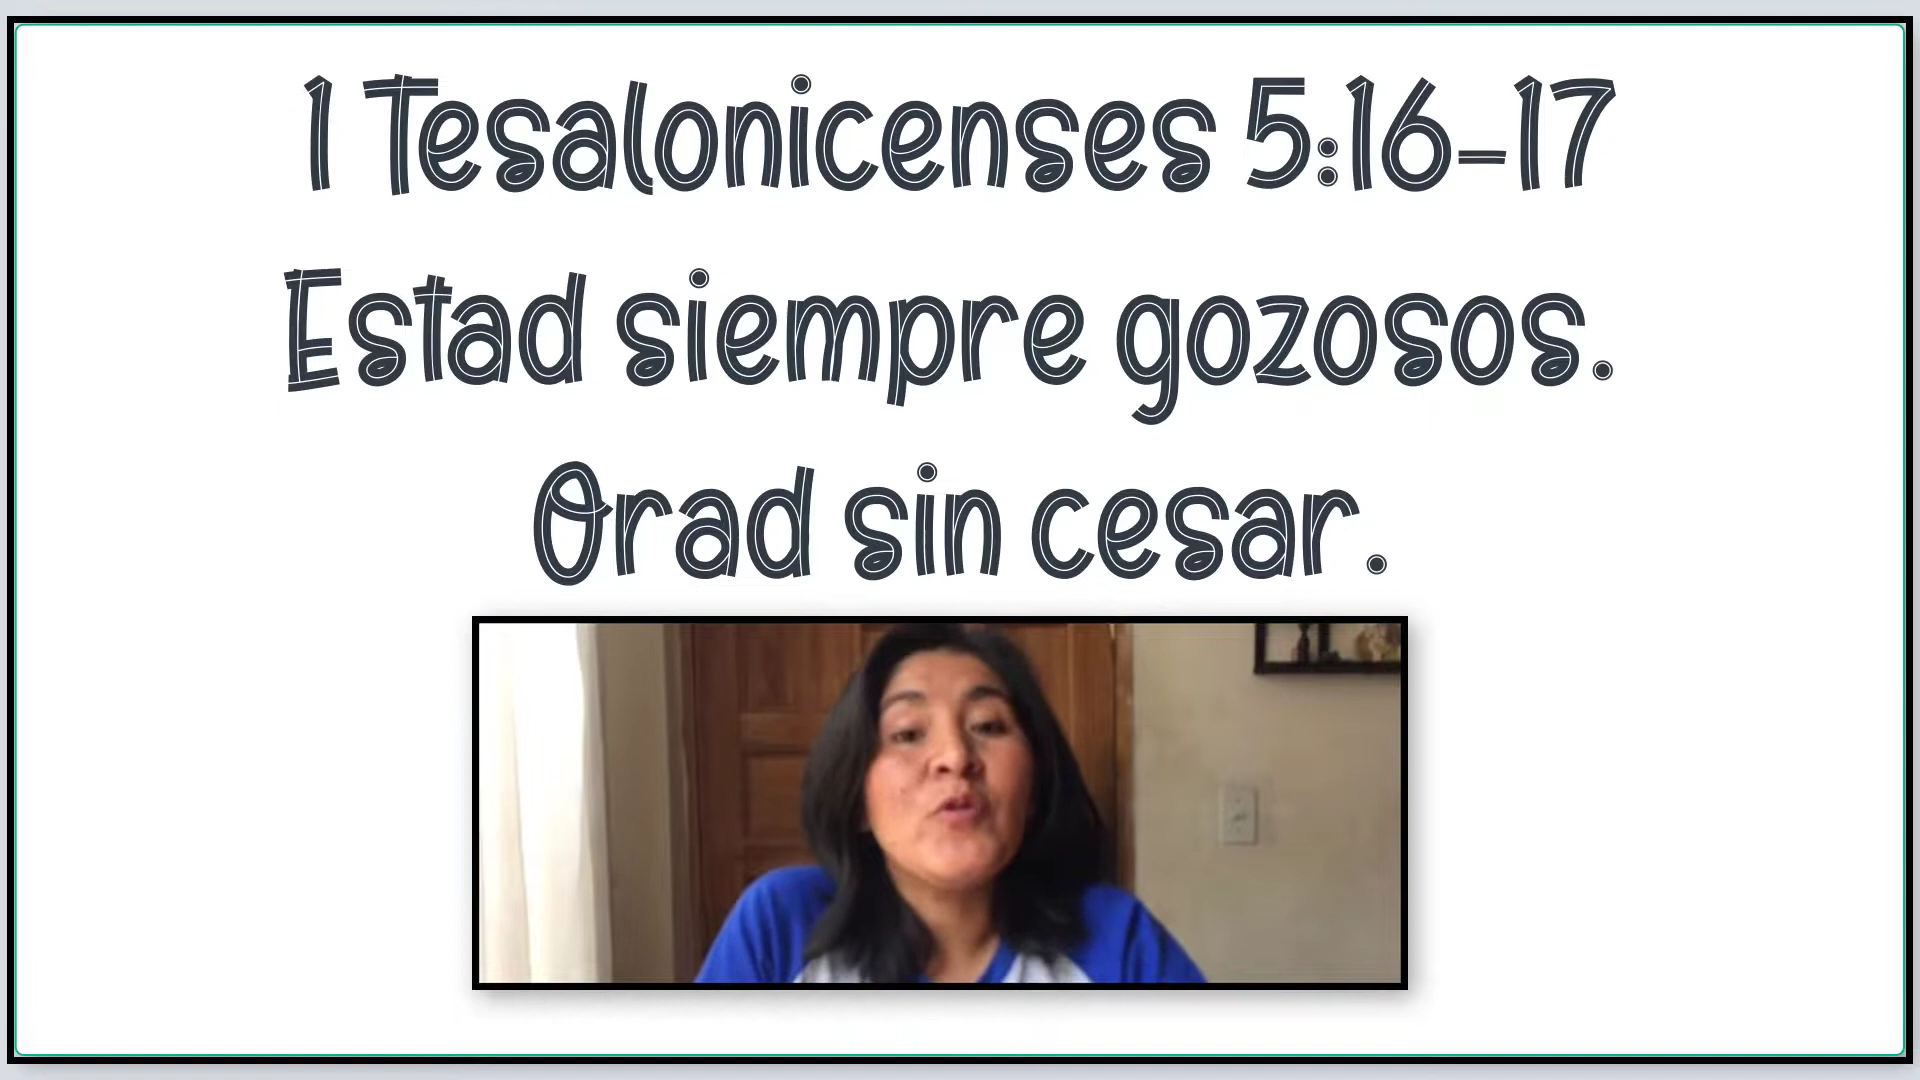 1 Tesalonicenses 5:16-17
Estad siempre gozosos.
Orad sin cesar.